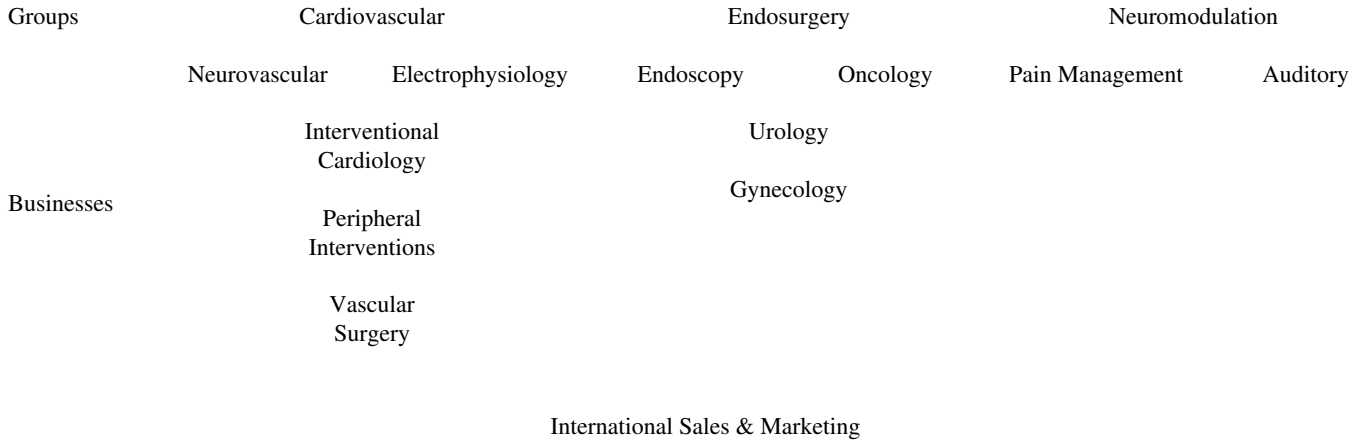 Groups Cardiovascular Endosurgery Neuromodulation
Neurovascular Electrophysiology Endoscopy Oncology Pain Management Auditory
Interventional Urology
Cardiology
Gynecology
Businesses
Peripheral
Interventions
Vascular
Surgery
International Sales & Marketing